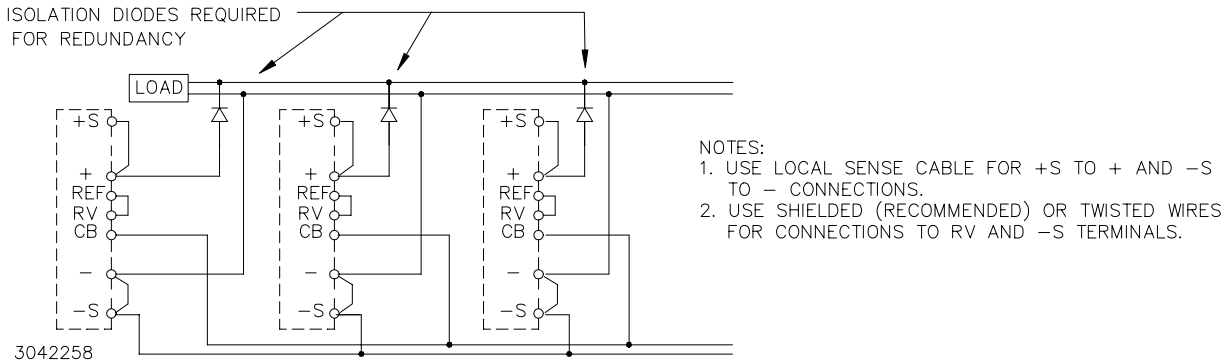 ISOLATION DIODES REQUIRED
FOR REDUNDANCY
LOAD
+S
+
REF
RV
CB
-
-S
+S
+
REF
RV
CB
-
-S
+S
+
REF
RV
CB
-
-S
NOTES:
1. USE LOCAL SENSE CABLE FOR +S TO + AND -S
TO - CONNECTIONS.
2. USE SHIELDED (RECOMMENDED) OR TWISTED WIRES
FOR CONNECTIONS TO RV AND -S TERMINALS.
3042258